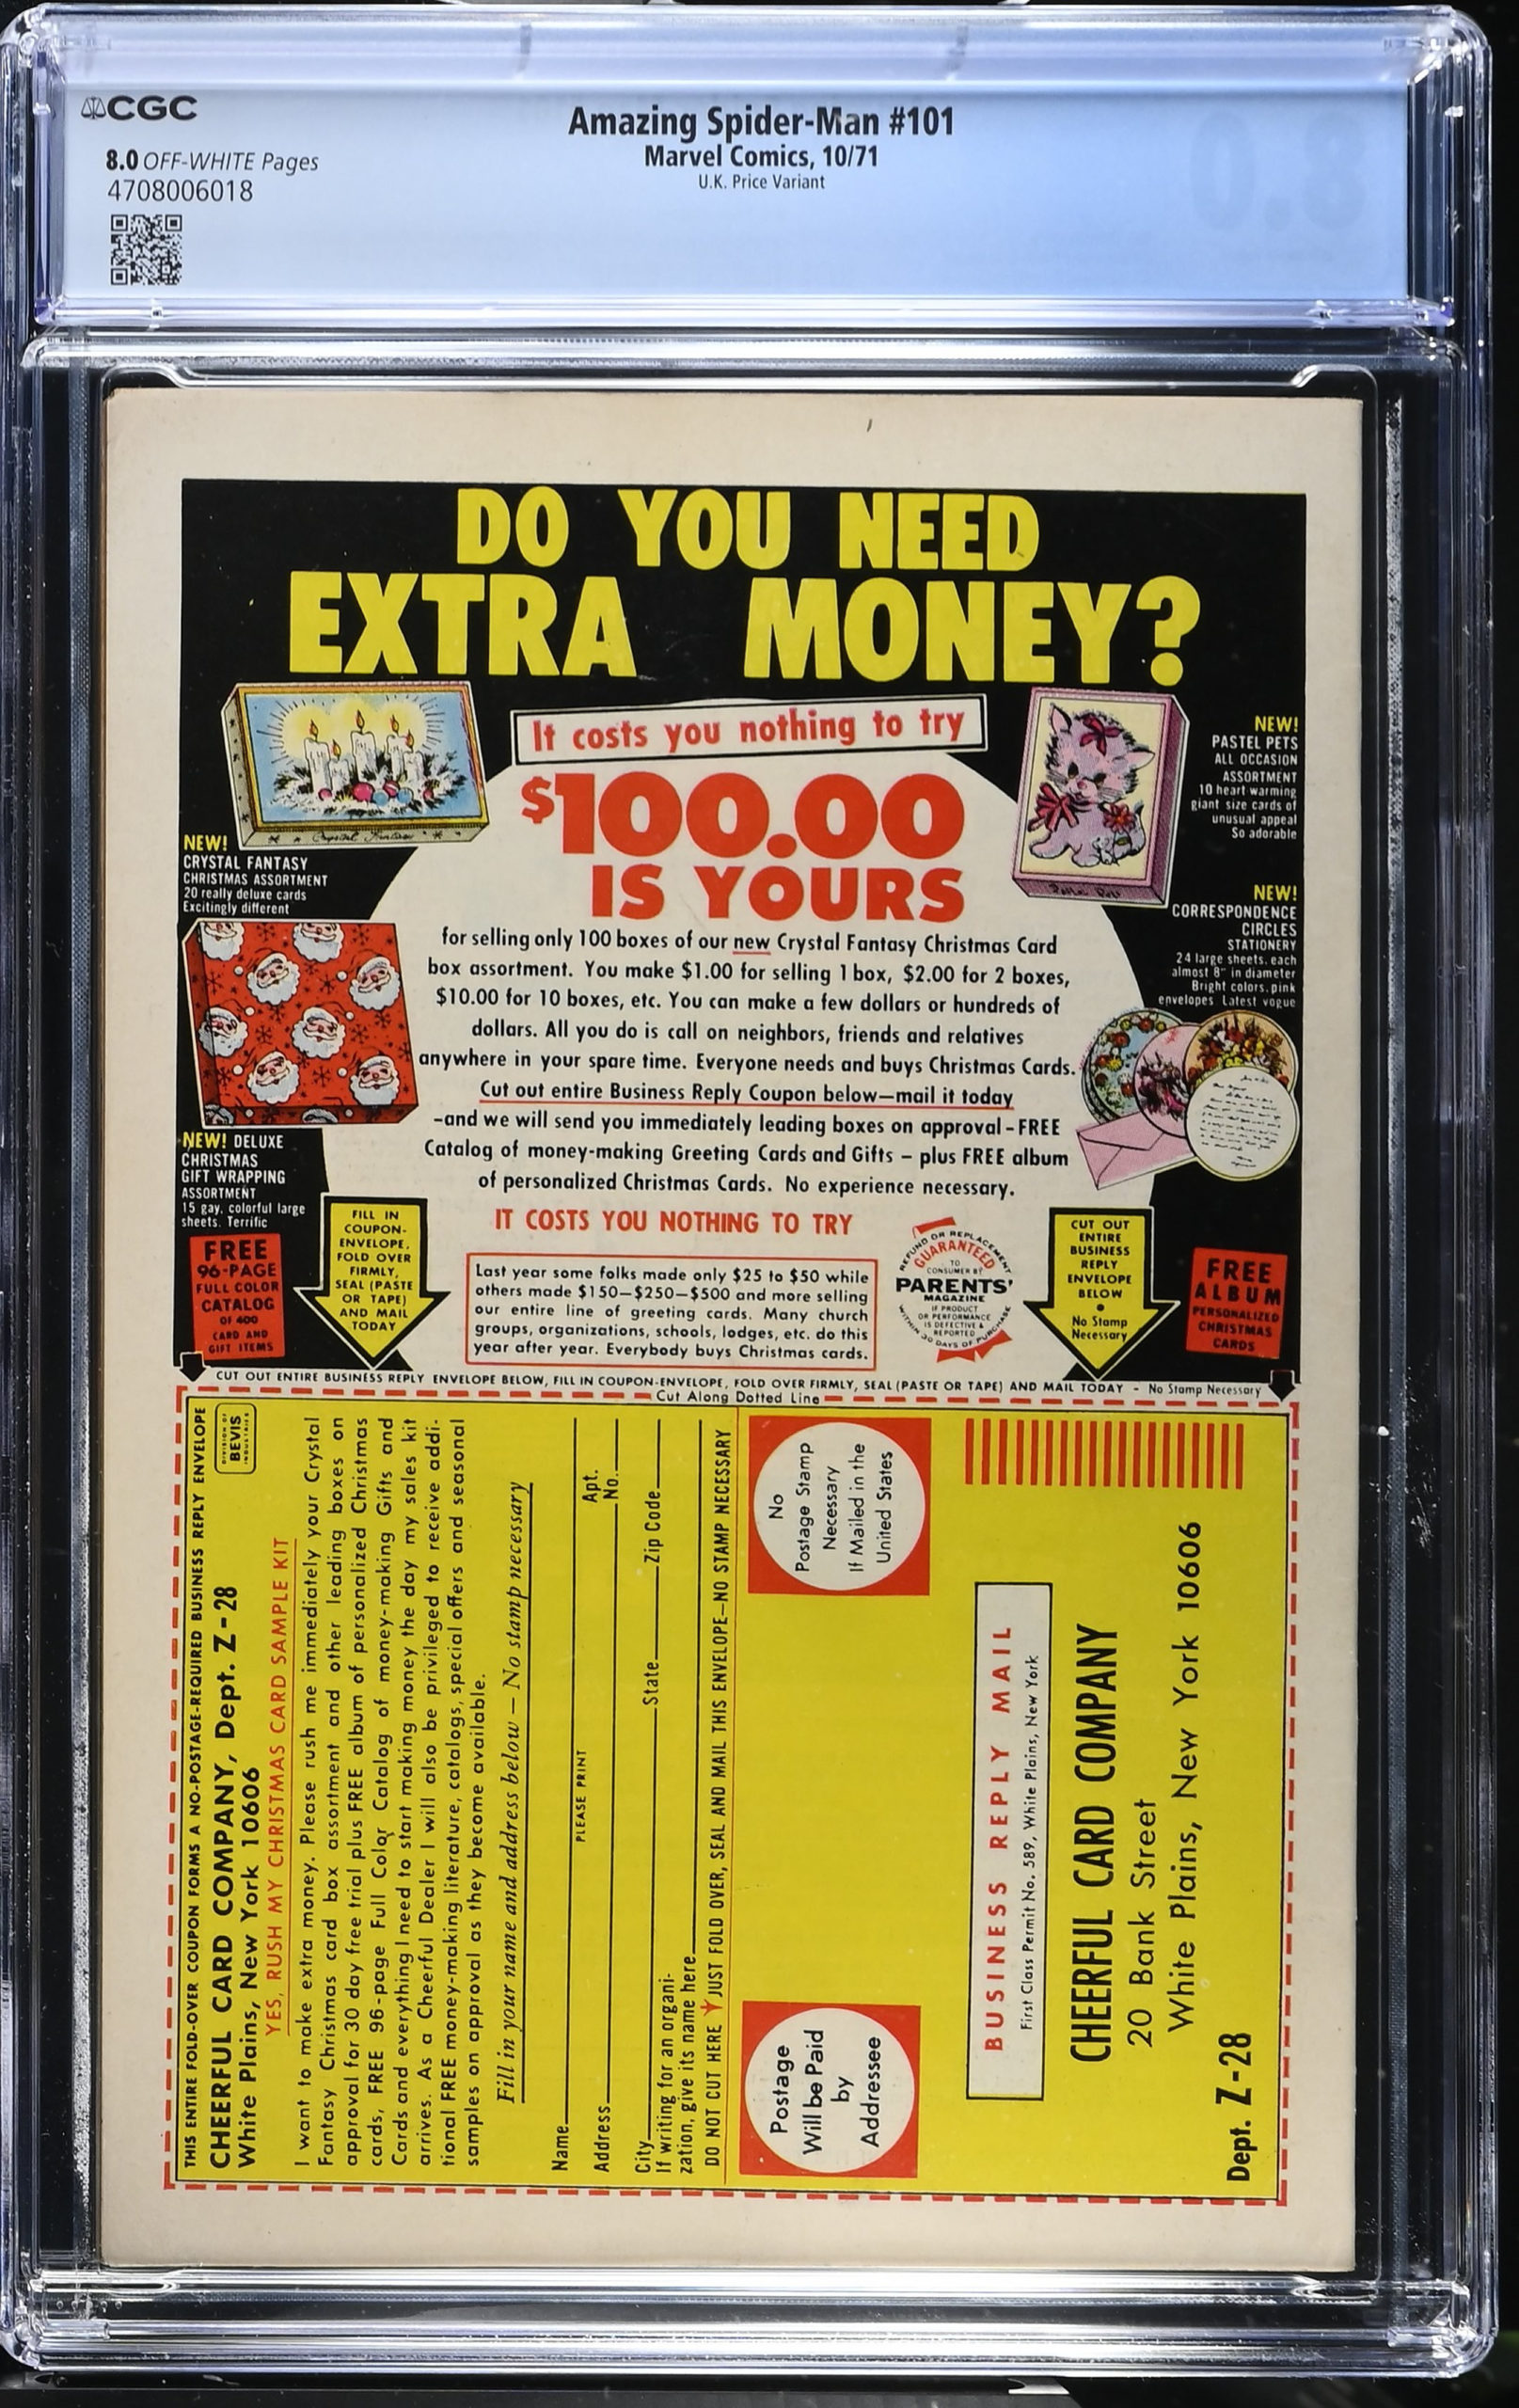 CGC
8.0 OFF-WHITE Pages
4708006018
Amazing Spider-Man #101
Marvel Comics, 10/71
U.K. Price Variant
DO YOU NEED
EXTRA MONEY?
It costs you nothing to try
$100.00
IS YOURS
NEW!
CRYSTAL FANTASY
CHRISTMAS ASSORTMENT
20 really deluxe cards
Excitingly different
NEW!
PASTEL PETS
ALL OCCASION
ASSORTMENT
10 heart warming
giant size cards of
unusual appeal
So adorable
NEW!
CORRESPONDENCE
CIRCLES
STATIONERY
24 large sheets. each
almost 8" in diameter
Bright colors. pink
envelopes Latest vogue
for selling only 100 boxes of our new Crystal Fantasy Christmas Card
box assortment. You make $1.00 for selling 1 box, $2.00 for 2 boxes,
$10.00 for 10 boxes, etc. You can make a few dollars or hundreds of
dollars. All you do is call on neighbors, friends and relatives
anywhere in your spare time. Everyone needs and buys Christmas Cards.
Cut out entire Business Reply Coupon below—mail it today
-and we will send you immediately leading boxes on approval - FREE
Catalog of money-making Greeting Cards and Gifts - plus FREE album
of personalized Christmas Cards. No experience necessary.
NEW! DELUXE
CHRISTMAS
GIFT WRAPPING
ASSORTMENT
15 gay, colorful large
sheets. Terrific
FREE
96-PAGE
FULL COLOR
CATALOG
OF 400
CARD AND
GIFT ITEMS
FILL IN
COUPON-
ENVELOPE,
FOLD OVER
FIRMLY,
SEAL (PASTE
OR TAPE)
AND MAIL
TODAY
IT COSTS YOU NOTHING TO TRY
Last year some folks made only $25 to $50 while
others made $150—$250—$500 and more selling
our entire line of greeting cards. Many church
groups, organizations, schools, lodges, etc. do this
year after year. Everybody buys Christmas cards.
REFUND OR REPLACEMENT
GUARANTEED
TO
CONSUMER BY
PARENTS'
MAGAZINE
IF PRODUCT
OR PERFORMANCE
IS DEFECTIVE &
REPORTED
WITHIN 30 DAYS OF PURCHASE
CUT OUT
ENTIRE
BUSINESS
REPLY
ENVELOPE
BELOW
•
No Stamp
Necessary
FREE
ALBUM
PERSONALIZED
CHRISTMAS
CARDS
CUT OUT ENTIRE BUSINESS REPLY ENVELOPE BELOW, FILL IN COUPON-ENVELOPE, FOLD OVER FIRMLY, SEAL (PASTE OR TAPE) AND MAIL TODAY - No Stamp Necessary
Cut Along Dotted Line
THIS ENTIRE FOLD-OVER COUPON FORMS A NO-POSTAGE-REQUIRED BUSINESS REPLY ENVELOPE
CHEERFUL CARD COMPANY, Dept. Z-28
White Plains, New York 10606
DIVISION OF
BEVIS
INDUSTRIES
YES, RUSH MY CHRISTMAS CARD SAMPLE KIT
I want to make extra money. Please rush me immediately your Crystal
Fantasy Christmas card box assortment and other leading boxes on
approval for 30 day free trial plus FREE album of personalized Christmas
cards, FREE 96-page Full Color Catalog of money-making Gifts and
Cards and everything I need to start making money the day my sales kit
arrives. As a Cheerful Dealer I will also be privileged to receive addi-
tional FREE money-making literature, catalogs, special offers and seasonal
samples on approval as they become available.
Fill in your name and address below — No stamp necessary
Name
PLEASE PRINT
Address
Apt.
No.
City
State
Zip Code
If writing for an organi-
zation, give its name here
DO NOT CUT HERE JUST FOLD OVER, SEAL AND MAIL THIS ENVELOPE—NO STAMP NECESSARY
Postage
Will be Paid
by
Addressee
No
Postage Stamp
Necessary
If Mailed in the
United States
BUSINESS REPLY MAIL
First Class Permit No. 589, White Plains, New York
CHEERFUL CARD COMPANY
20 Bank Street
White Plains, New York 10606
Dept. Z-28